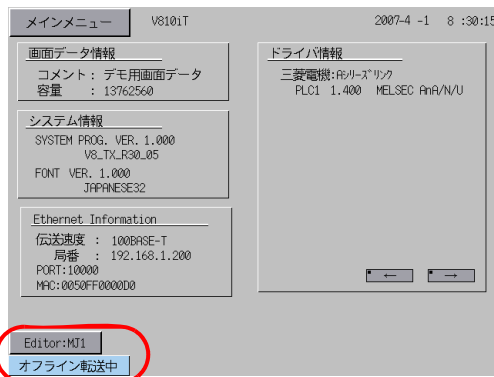 メインメニュー V810iT 2007-4 -1 8 :30:15
画面データ情報
コメント : デモ用画面データ
容量 : 13762560
システム情報
SYSTEM PROG. VER. 1.000
V8_TX_R30_05
FONT VER. 1.000
JAPANESE32
Ethernet Information
伝送速度 : 100BASE-T
局番 : 192.168.1.200
PORT:10000
MAC:0050FF0000D0
ドライバ情報
三菱電機:Aシリーズリンク
PLC1 1.400 MELSEC AnA/N/U
← →
Editor:MJ1
オフライン転送中